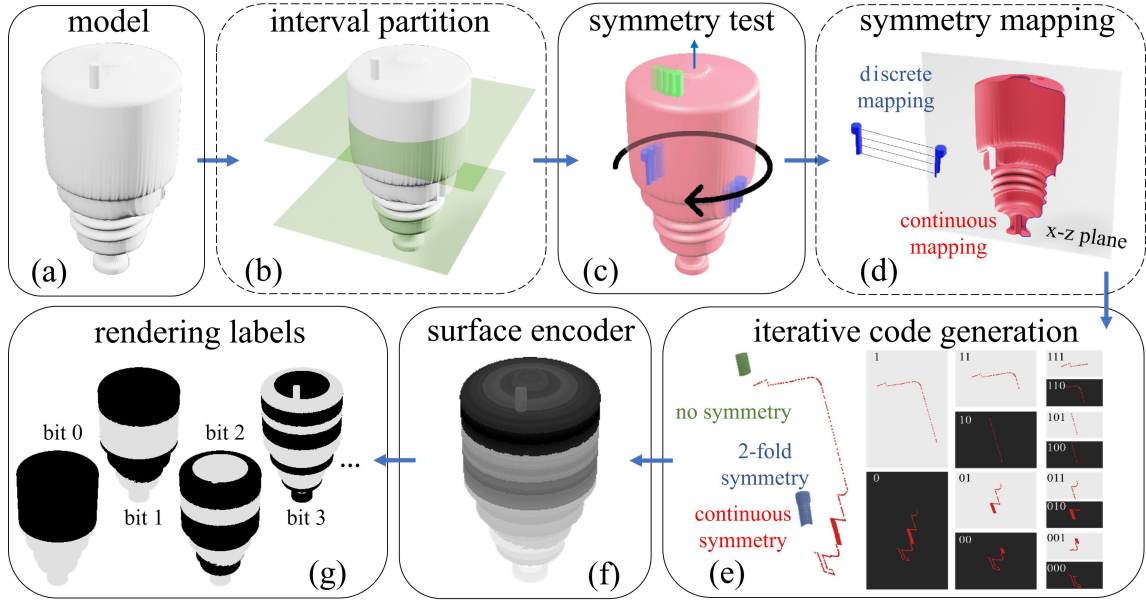 model
(a)
interval partition
(b)
symmetry test
(c)
symmetry mapping
discrete
mapping
continuous
mapping
x-z plane
(d)
rendering labels
bit 0
bit 1
bit 2
bit 3
...
(g)
surface encoder
(f)
iterative code generation
no symmetry
2-fold
symmetry
continuous
symmetry
(e)
1
0
11
10
01
00
111
110
101
100
011
010
001
000